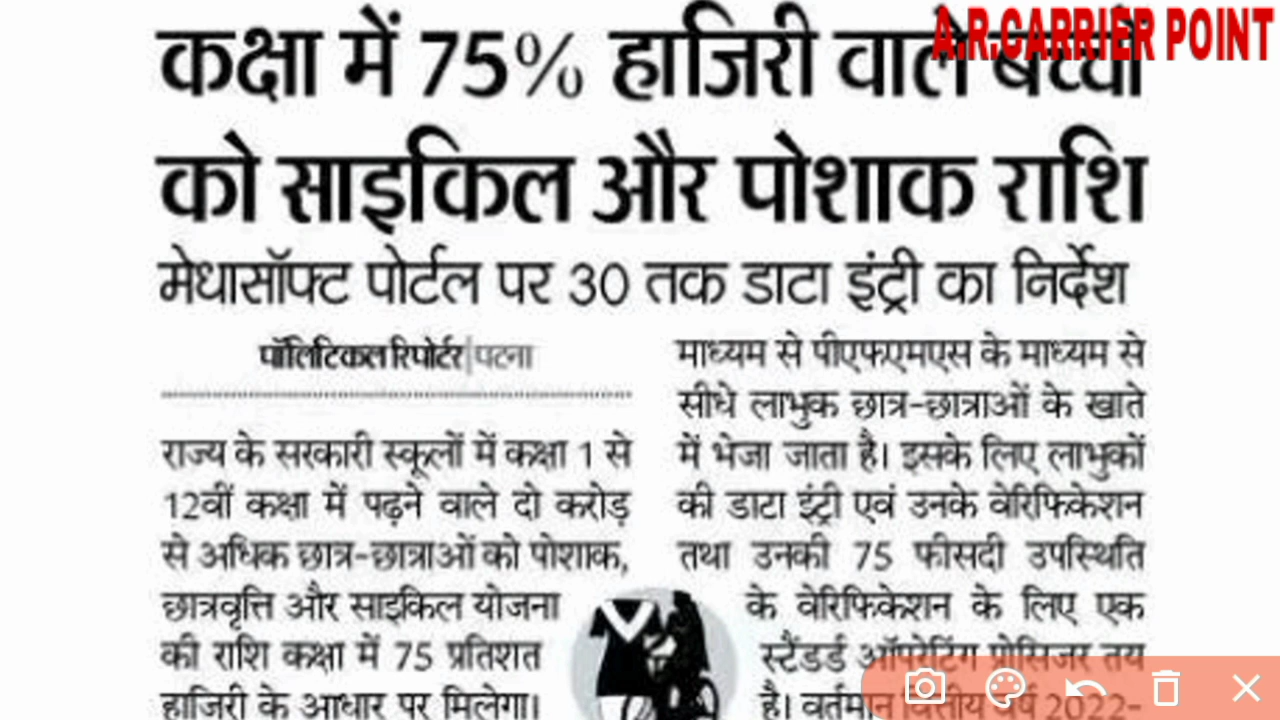 A.R.CARRIER POINT
कक्षा में 75% हाजिरी वाले बच्चों
को साइकिल और पोशाक राशि
मेधासॉफ्ट पोर्टल पर 30 तक डाटा इंट्री का निर्देश
पॉलिटिकल रिपोर्टर|पटना
राज्य के सरकारी स्कूलों में कक्षा 1 से
12वीं कक्षा में पढ़ने वाले दो करोड़
से अधिक छात्र-छात्राओं को पोशाक,
छात्रवृत्ति और साइकिल योजना
की राशि कक्षा में 75 प्रतिशत
हाजिरी के आधार पर मिलेगा।
माध्यम से पीएफएमएस के माध्यम से
सीधे लाभुक छात्र-छात्राओं के खाते
में भेजा जाता है। इसके लिए लाभुकों
की डाटा इंट्री एवं उनके वेरिफिकेशन
तथा उनकी 75 फीसदी उपस्थिति
के वेरिफिकेशन के लिए एक
स्टैंडर्ड ऑपरेटिंग प्रोसिजर तय
है। वर्तमान वित्तीय वर्ष 2022-